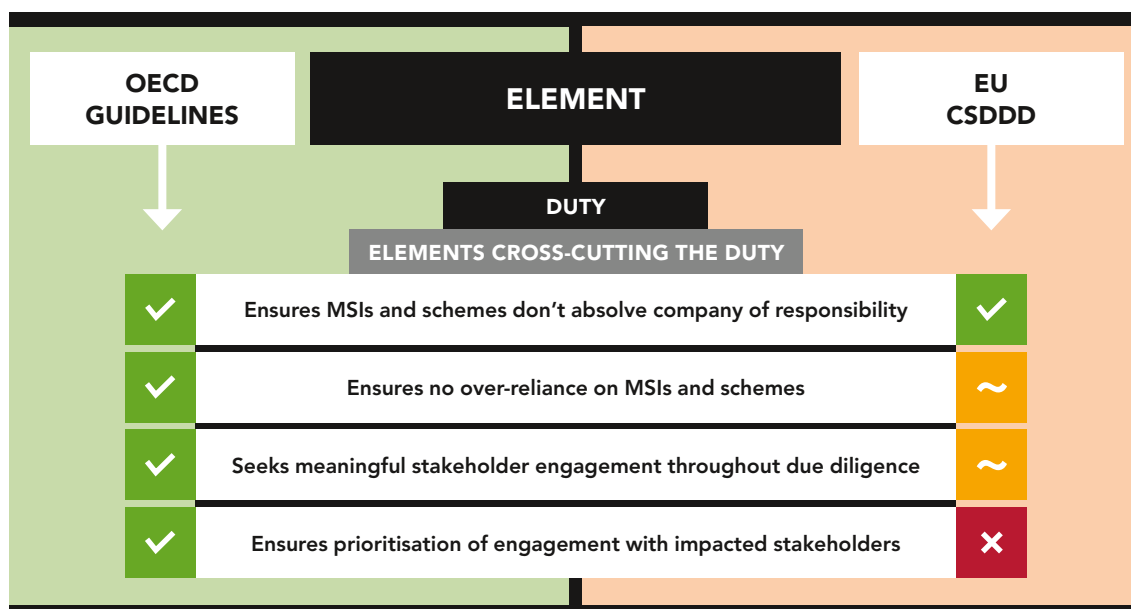 OECD
GUIDELINES
ELEMENT
EU
CSDDD
DUTY
ELEMENTS CROSS-CUTTING THE DUTY
Ensures MSIs and schemes don’t absolve company of responsibility
Ensures no over-reliance on MSIs and schemes
Seeks meaningful stakeholder engagement throughout due diligence
Ensures prioritisation of engagement with impacted stakeholders